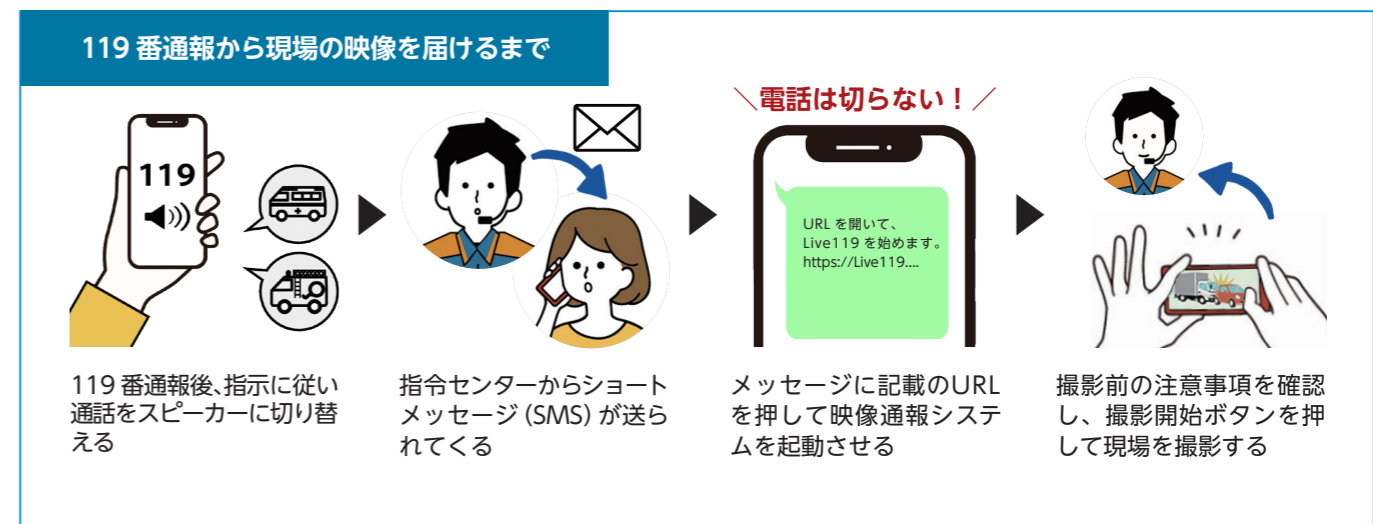 119 番通報から現場の映像を届けるまで
119
119 番通報後、指示に従い
通話をスピーカーに切り替
える
指令センターからショート
メッセージ（SMS）が送ら
れてくる
＼電話は切らない！／
URL を開いて、
Live119 を始めます。
https://Live119....
メッセージに記載のURL
を押して映像通報システ
ムを起動させる
撮影前の注意事項を確認
し、撮影開始ボタンを押
して現場を撮影する